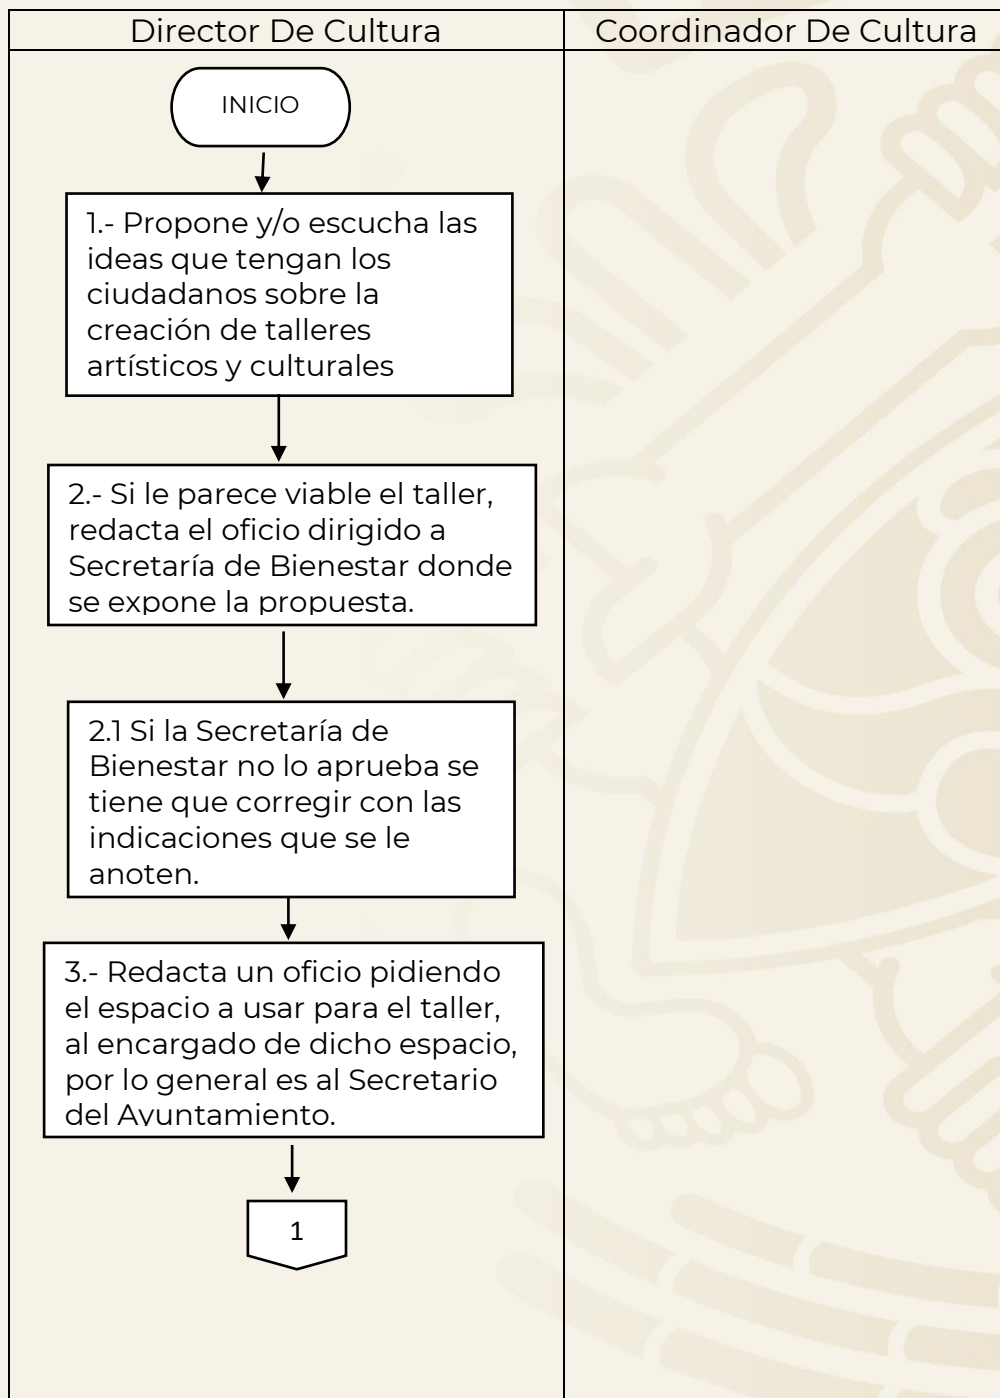 Director De Cultura
Coordinador De Cultura
INICIO
1.- Propone y/o escucha las
ideas que tengan los
ciudadanos sobre la
creación de talleres
artísticos y culturales
2.- Si le parece viable el taller,
redacta el oficio dirigido a
Secretaría de Bienestar donde
se expone la propuesta.
2.1 Si la Secretaría de
Bienestar no lo aprueba se
tiene que corregir con las
indicaciones que se le
anoten.
3.- Redacta un oficio pidiendo
el espacio a usar para el taller,
al encargado de dicho espacio,
por lo general es al Secretario
del Ayuntamiento.
1